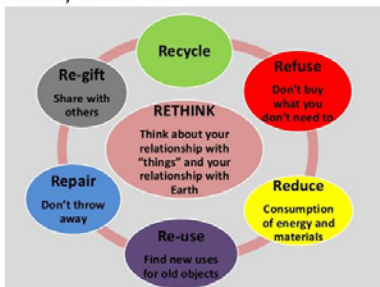 Recycle
Refuse
Don't buy
what you
don't need to
Reduce
Consumption
of energy and
materials
Re-use
Find new uses
for old objects
Repair
Don't throw
away
Re-gift
Share with
others
RETHINK
Think about your
relationship with
"things" and your
relationship with
Earth